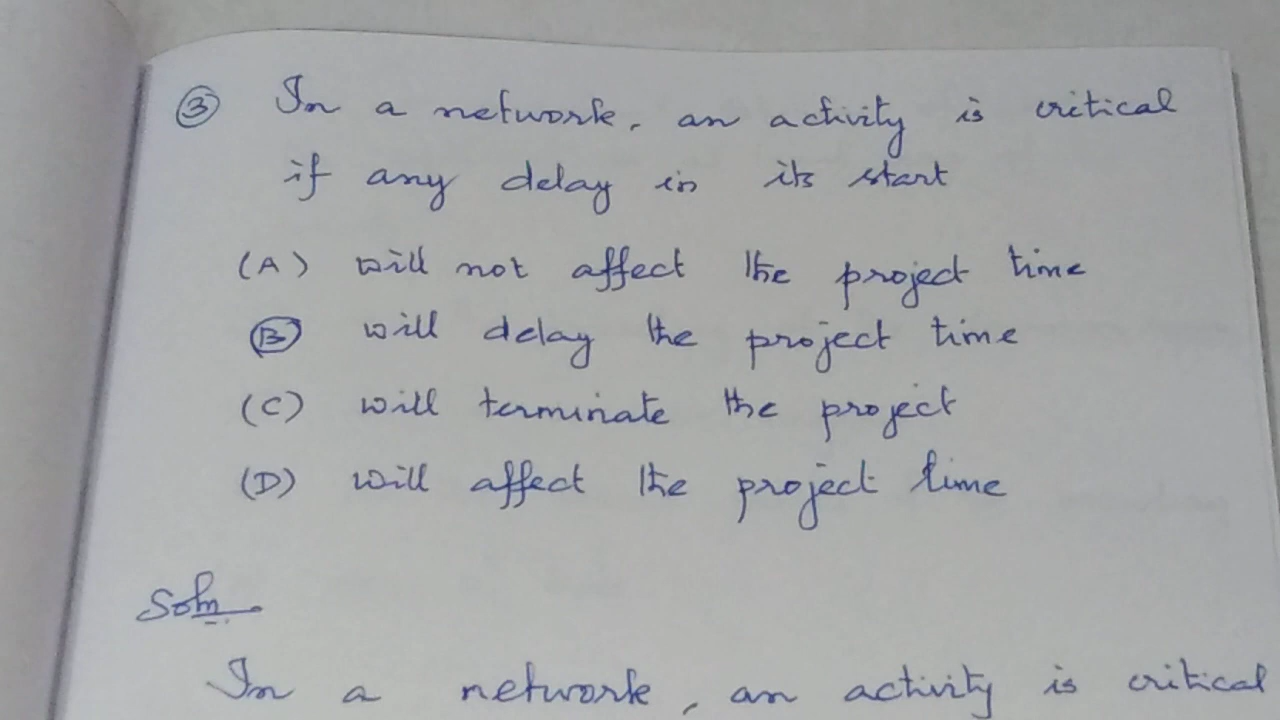 ③ In a network, an activity is critical
if any delay in its start
(A) will not affect the project time
Ⓑ will delay the project time
(C) will terminate the project
(D) will affect the project time
Soln.
In a network, an activity is critical